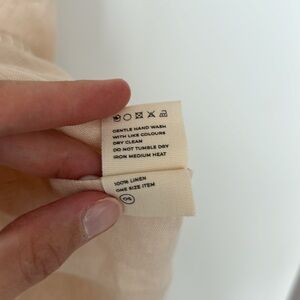 GENTLE HAND WASH
WITH LIKE COLOURS
DRY CLEAN
DO NOT TUMBLE DRY
IRON MEDIUM HEAT
100% LINEN
ONE SIZE ITEM
OS